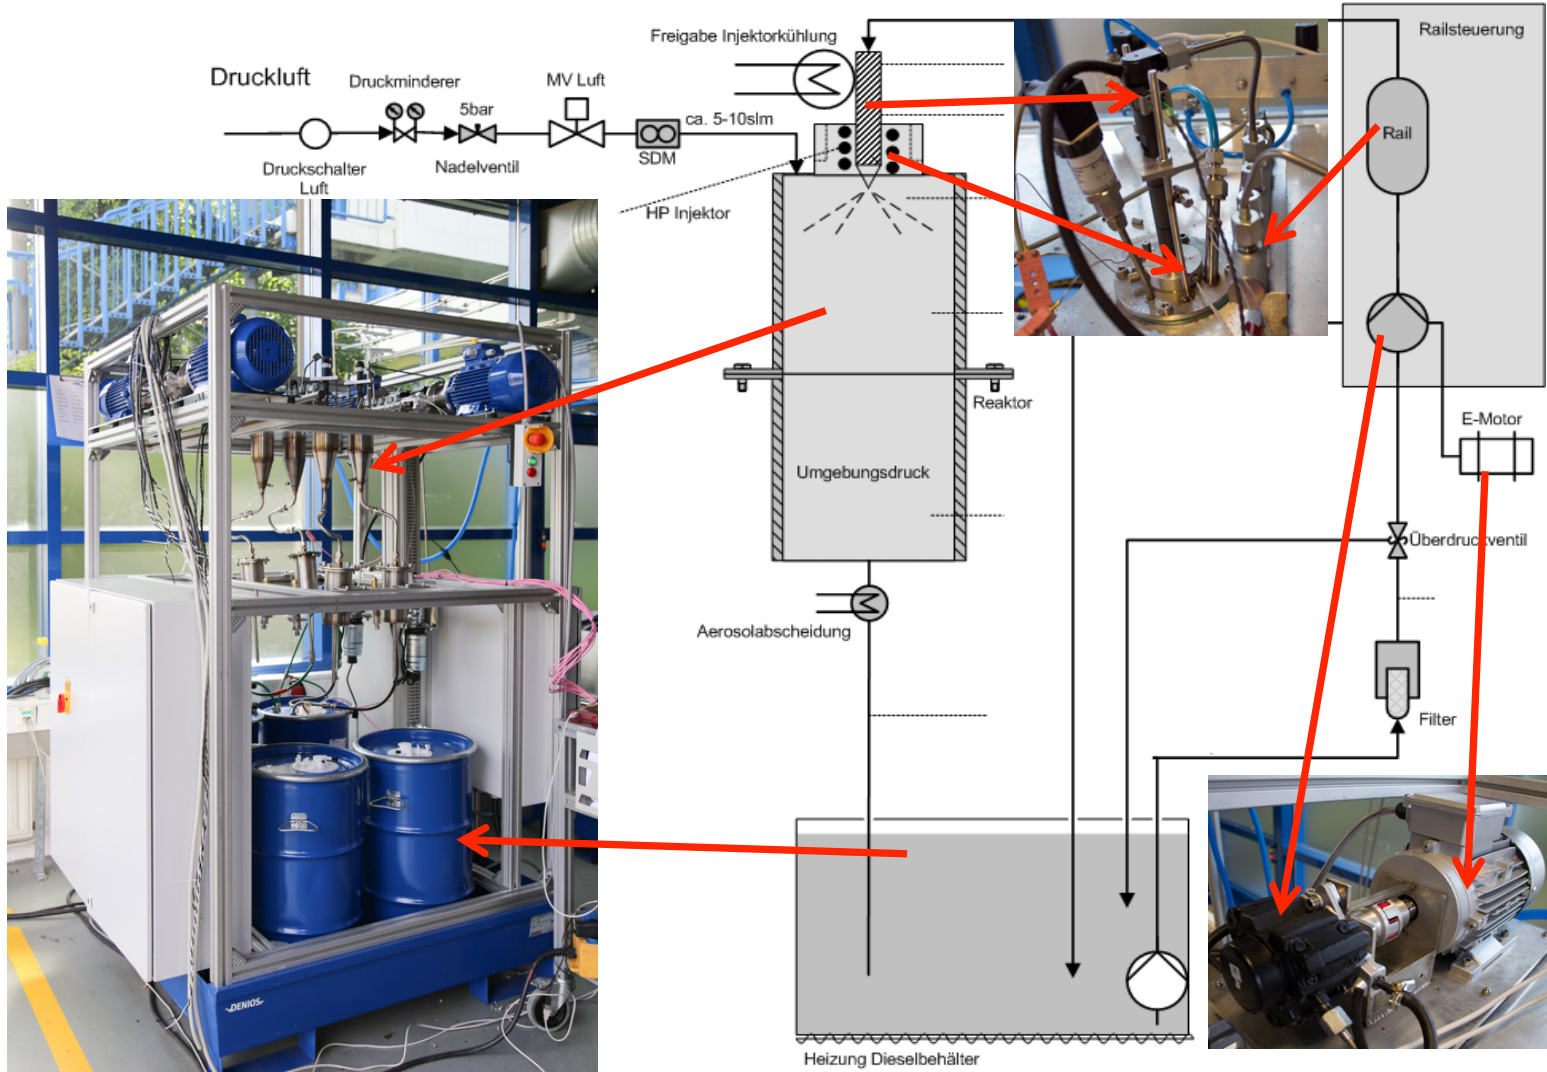 Freigabe Injektorkühlung
Railsteuerung
Druckluft
Druckminderer
MV Luft
5bar
ca. 5-10slm
Rail
SDM
Druckschalter
Luft
Nadelventil
HP Injektor
Reaktor
E-Motor
Umgebungsdruck
Überdruckventil
Aerosolabscheidung
Filter
DENIOS
Heizung Dieselbehälter